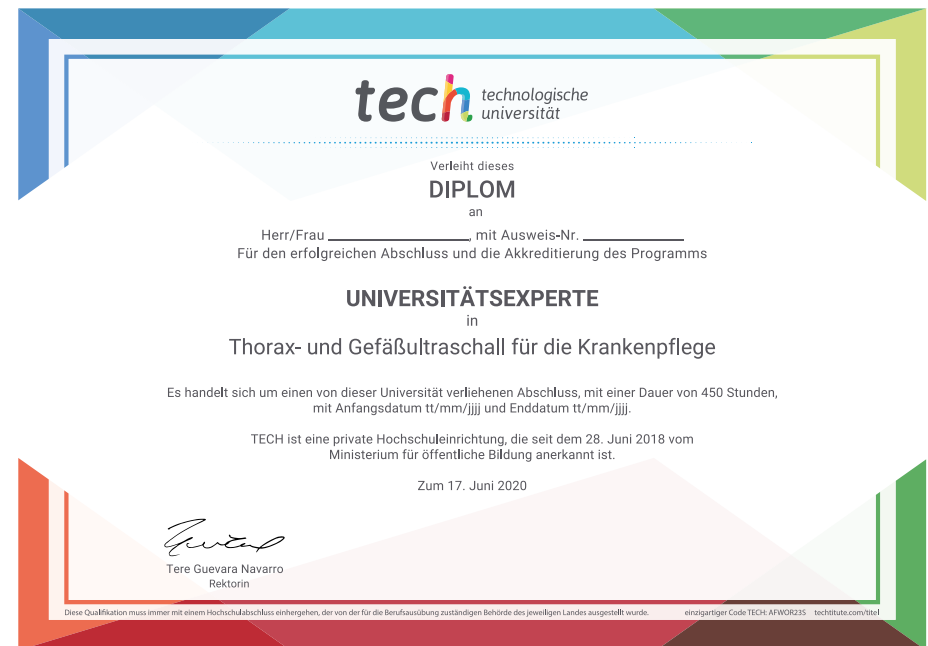 tech technologische
universität
Verleiht dieses
DIPLOM
an
Herr/Frau ____________________, mit Ausweis-Nr. ______________
Für den erfolgreichen Abschluss und die Akkreditierung des Programms
UNIVERSITÄTSEXPERTE
in
Thorax- und Gefäßultraschall für die Krankenpflege
Es handelt sich um einen von dieser Universität verliehenen Abschluss, mit einer Dauer von 450 Stunden,
mit Anfangsdatum tt/mm/jjjj und Enddatum tt/mm/jjjj.
TECH ist eine private Hochschuleinrichtung, die seit dem 28. Juni 2018 vom
Ministerium für öffentliche Bildung anerkannt ist.
Zum 17. Juni 2020
Tere Guevara Navarro
Rektorin
Diese Qualifikation muss immer mit einem Hochschulabschluss einhergehen, der von der für die Berufsausübung zuständigen Behörde des jeweiligen Landes ausgestellt wurde. einzigartiger Code TECH: AFWOR23S techtitute.com/titel